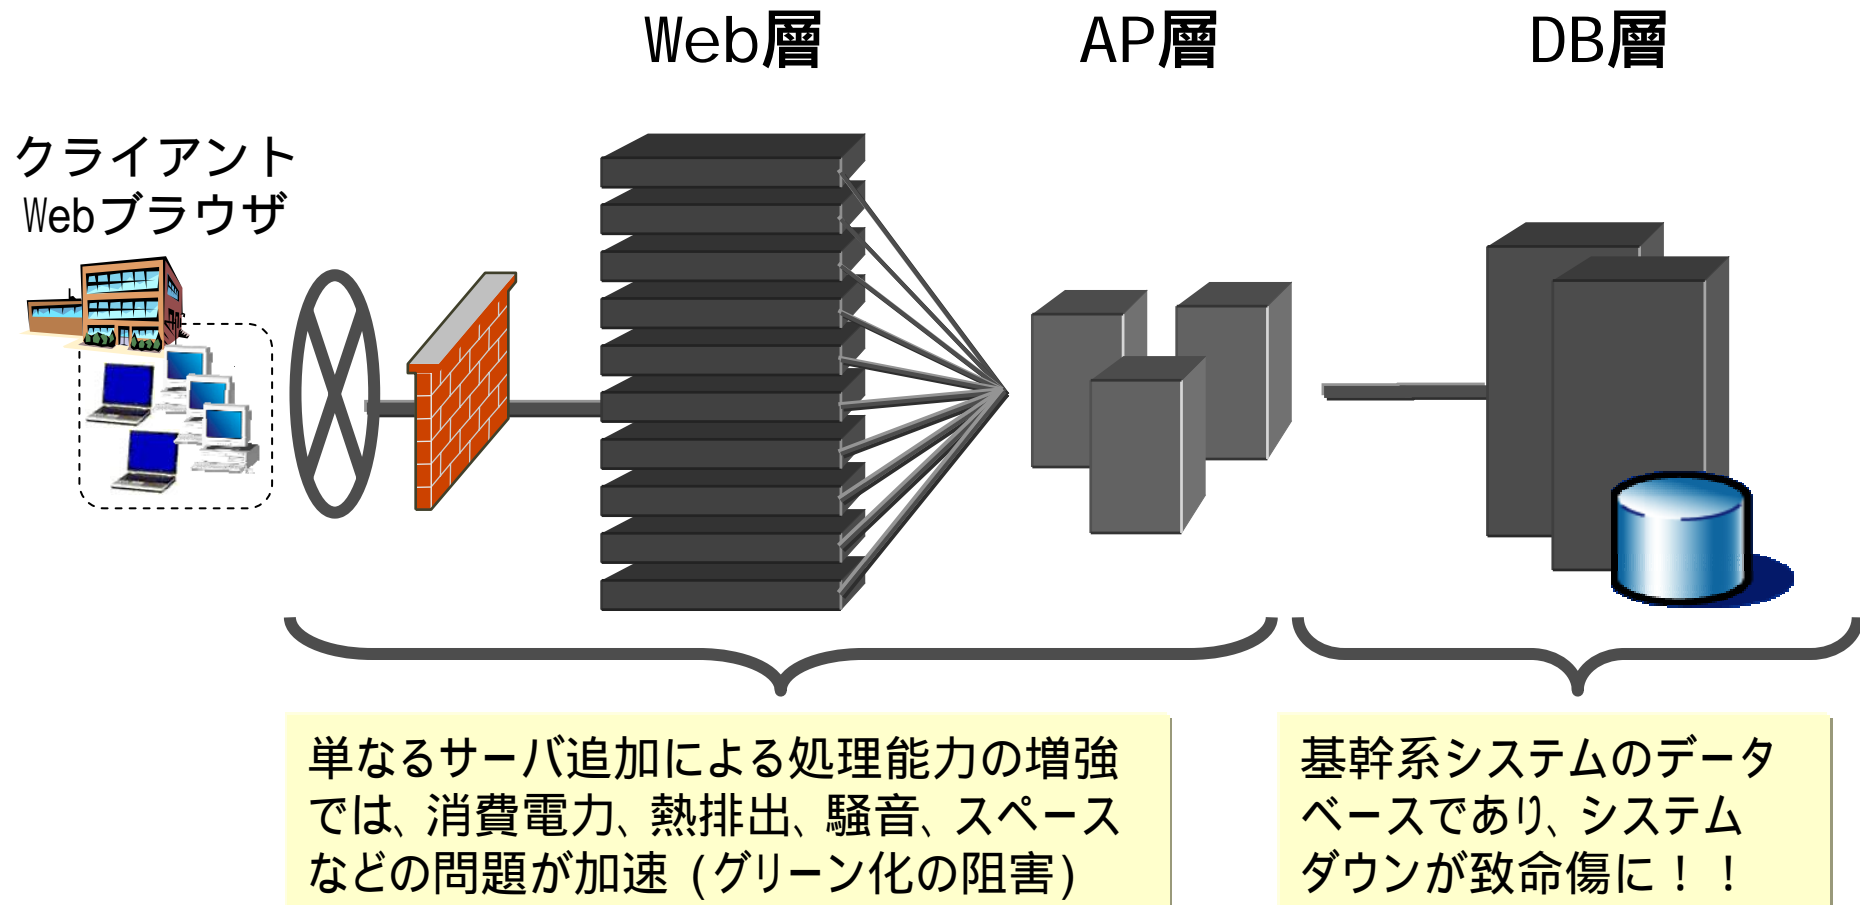 Web層
AP層
DB層
クライアント
Webブラウザ
単なるサーバ追加による処理能力の増強
では、消費電力、熱排出、騒音、スペース
などの問題が加速 (グリーン化の阻害)
基幹系システムのデータ
ベースであり、システム
ダウンが致命傷に！！